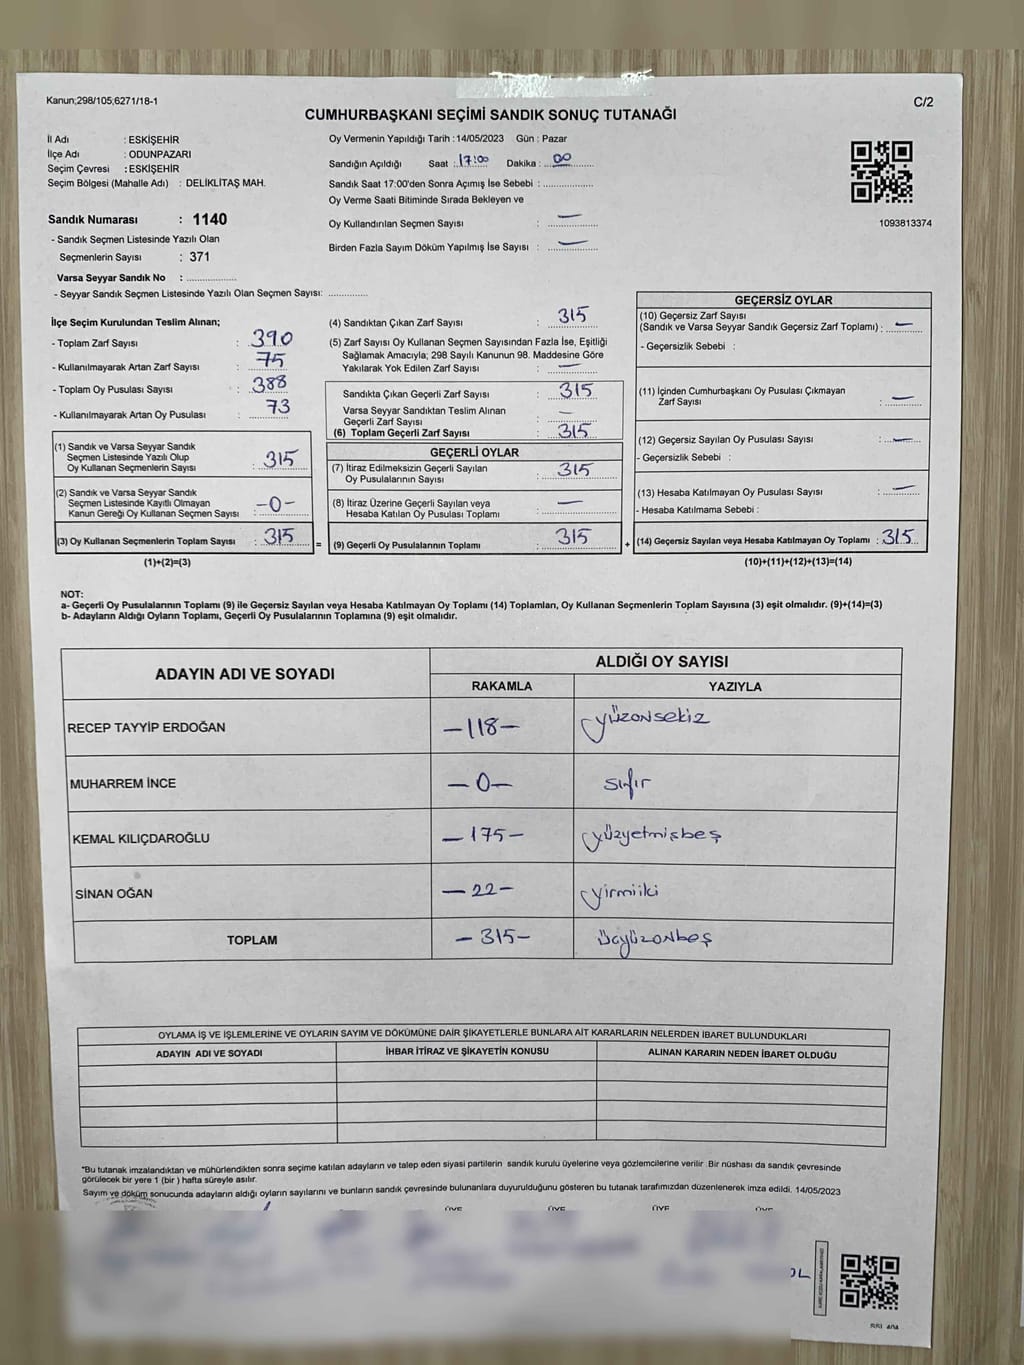 Kanun;298/105;6271/18-1
C/2
CUMHURBAŞKANI SEÇİMİ SANDIK SONUÇ TUTANAĞI
İl Adı : ESKİŞEHİR
İlçe Adı : ODUNPAZARI
Seçim Çevresi : ESKİŞEHİR
Seçim Bölgesi (Mahalle Adı) : DELİKLİTAŞ MAH.
Sandık Numarası : 1140
- Sandık Seçmen Listesinde Yazılı Olan
Seçmenlerin Sayısı : 371
Varsa Seyyar Sandık No :
- Seyyar Sandık Seçmen Listesinde Yazılı Olan Seçmen Sayısı:
Oy Vermenin Yapıldığı Tarih : 14/05/2023 Gün : Pazar
Sandığın Açıldığı Saat : 17:00 Dakika : 00
Sandık Saat 17:00'den Sonra Açımış İse Sebebi :
Oy Verme Saati Bitiminde Sırada Bekleyen ve
Oy Kullandırılan Seçmen Sayısı : —
Birden Fazla Sayım Döküm Yapılmış İse Sayısı : —
1093813374
İlçe Seçim Kurulundan Teslim Alınan;
- Toplam Zarf Sayısı : 390
- Kullanılmayarak Artan Zarf Sayısı : 75
- Toplam Oy Pusulası Sayısı : 388
- Kullanılmayarak Artan Oy Pusulası : 73
(1) Sandık ve Varsa Seyyar Sandık
Seçmen Listesinde Yazılı Olup
Oy Kullanan Seçmenlerin Sayısı : 315
(2) Sandık ve Varsa Seyyar Sandık
Seçmen Listesinde Kayıtlı Olmayan
Kanun Gereği Oy Kullanan Seçmen Sayısı : -0-
(3) Oy Kullanan Seçmenlerin Toplam Sayısı : 315 =
(1)+(2)=(3)
(4) Sandıktan Çıkan Zarf Sayısı : 315
(5) Zarf Sayısı Oy Kullanan Seçmen Sayısından Fazla İse, Eşitliği
Sağlamak Amacıyla; 298 Sayılı Kanunun 98. Maddesine Göre
Yakılarak Yok Edilen Zarf Sayısı : —
Sandıkta Çıkan Geçerli Zarf Sayısı : 315
Varsa Seyyar Sandıktan Teslim Alınan
Geçerli Zarf Sayısı : —
(6) Toplam Geçerli Zarf Sayısı : 315
GEÇERLİ OYLAR
(7) İtiraz Edilmeksizin Geçerli Sayılan
Oy Pusulalarının Sayısı : 315
(8) İtiraz Üzerine Geçerli Sayılan veya
Hesaba Katılan Oy Pusulası Toplamı : —
(9) Geçerli Oy Pusulalarının Toplamı : 315 +
GEÇERSİZ OYLAR
(10) Geçersiz Zarf Sayısı
(Sandık ve Varsa Seyyar Sandık Geçersiz Zarf Toplamı) : —
- Geçersizlik Sebebi :
(11) İçinden Cumhurbaşkanı Oy Pusulası Çıkmayan
Zarf Sayısı : —
(12) Geçersiz Sayılan Oy Pusulası Sayısı : —
- Geçersizlik Sebebi :
(13) Hesaba Katılmayan Oy Pusulası Sayısı : —
- Hesaba Katılmama Sebebi :
(14) Geçersiz Sayılan veya Hesaba Katılmayan Oy Toplamı : 315
(10)+(11)+(12)+(13)=(14)
NOT:
a- Geçerli Oy Pusulalarının Toplamı (9) ile Geçersiz Sayılan veya Hesaba Katılmayan Oy Toplamı (14) Toplamları, Oy Kullanan Seçmenlerin Toplam Sayısına (3) eşit olmalıdır. (9)+(14)=(3)
b- Adayların Aldığı Oyların Toplamı, Geçerli Oy Pusulalarının Toplamına (9) eşit olmalıdır.
ADAYIN ADI VE SOYADI
ALDIĞI OY SAYISI
RAKAMLA YAZIYLA
RECEP TAYYİP ERDOĞAN -118- yüzonsekiz
MUHARREM İNCE -0- sıfır
KEMAL KILIÇDAROĞLU -175- yüzyetmişbeş
SİNAN OĞAN -22- yirmiiki
TOPLAM -315- üçyüzonbeş
OYLAMA İŞ VE İŞLEMLERİNE VE OYLARIN SAYIM VE DÖKÜMÜNE DAİR ŞİKAYETLERLE BUNLARA AİT KARARLARIN NELERDEN İBARET BULUNDUKLARI
ADAYIN ADI VE SOYADI İHBAR İTİRAZ VE ŞİKAYETİN KONUSU ALINAN KARARIN NEDEN İBARET OLDUĞU
*Bu tutanak imzalandıktan ve mühürlendikten sonra seçime katılan adayların ve talep eden siyasi partilerin sandık kurulu üyelerine veya gözlemcilerine verilir. Bir nüshası da sandık çevresinde
görülecek bir yere 1 (bir) hafta süreyle asılır.
Sayım ve döküm sonucunda adayların aldığı oyların sayılarını ve bunların sandık çevresinde bulunanlara duyurulduğunu gösteren bu tutanak tarafımızdan düzenlenerek imza edildi. 14/05/2023
ÜYE ÜYE ÜYE ÜYE
OL